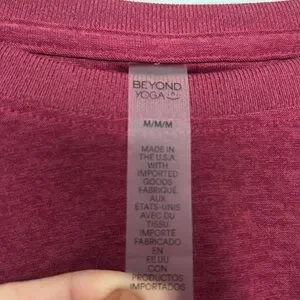 BEYOND
YOGA
M/M/M
MADE IN
THE U.S.A.
WITH
IMPORTED
GOODS
FABRIQUÉ
AUX
ÉTATS-UNIS
AVEC DU
TISSU
IMPORTÉ
FABRICADO
EN
EE.UU
CON
PRODUCTOS
IMPORTADOS